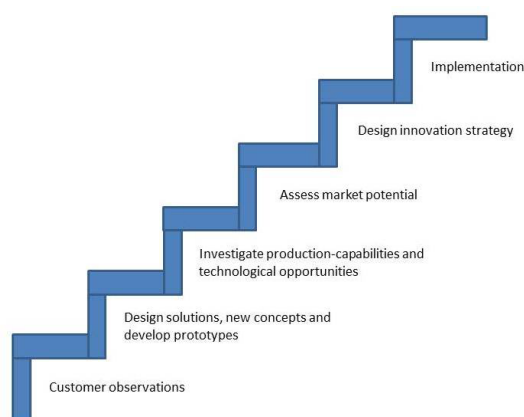 Implementation
Design innovation strategy
Assess market potential
Investigate production-capabilities and
technological opportunities
Design solutions, new concepts and
develop prototypes
Customer observations